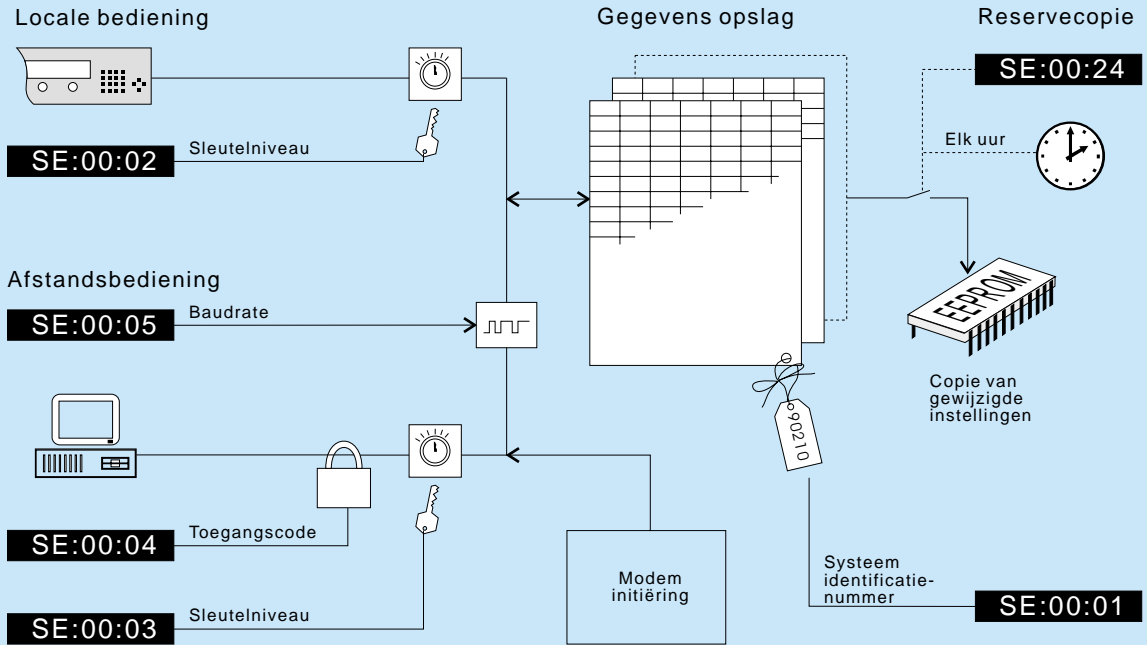 Locale bediening
SE:00:02
Sleutelniveau
Afstandsbediening
SE:00:05
Baudrate
SE:00:04
Toegangscode
SE:00:03
Sleutelniveau
Modem
initiëring
Gegevens opslag
90210
Systeem
identificatie-
nummer
SE:00:01
Reservecopie
SE:00:24
Elk uur
EEPROM
Copie van
gewijzigde
instellingen